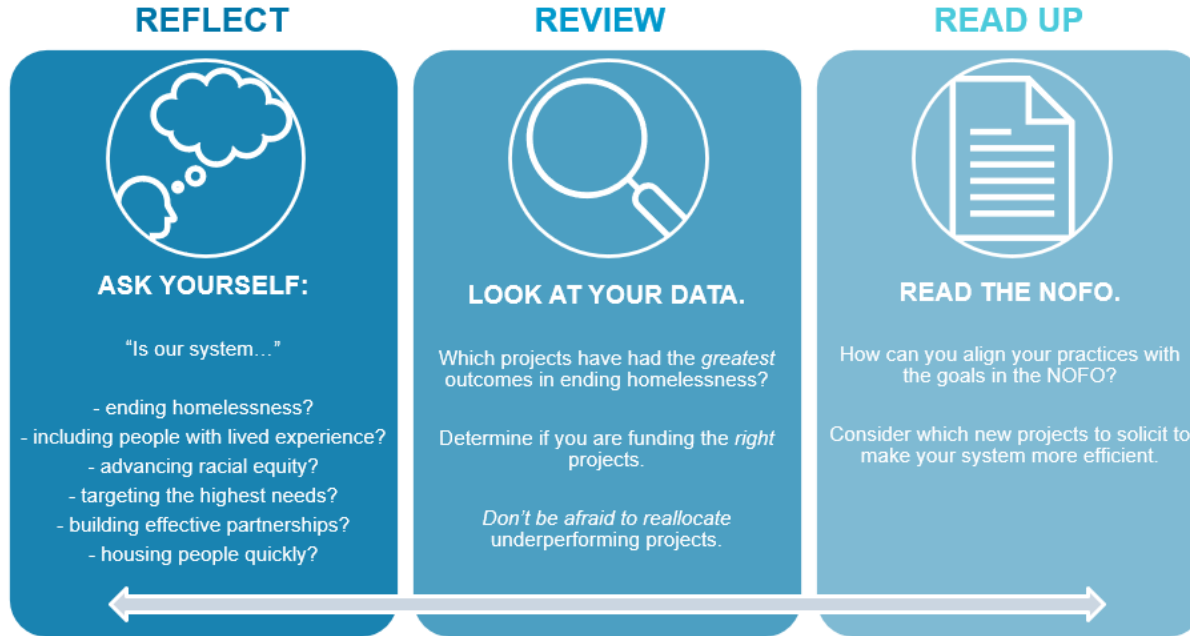 REFLECT
ASK YOURSELF:
“Is our system…”
- ending homelessness?
- including people with lived experience?
- advancing racial equity?
- targeting the highest needs?
- building effective partnerships?
- housing people quickly?
REVIEW
LOOK AT YOUR DATA.
Which projects have had the greatest
outcomes in ending homelessness?
Determine if you are funding the right
projects.
Don’t be afraid to reallocate
underperforming projects.
READ UP
READ THE NOFO.
How can you align your practices with
the goals in the NOFO?
Consider which new projects to solicit to
make your system more efficient.